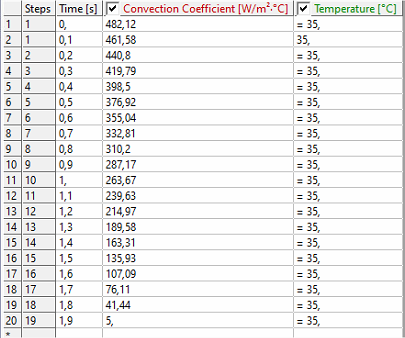 Steps Time [s] Convection Coefficient [W/m²·°C] Temperature [°C]
1 1 0, 482,12 = 35,
2 1 0,1 461,58 35,
3 2 0,2 440,8 = 35,
4 3 0,3 419,79 = 35,
5 4 0,4 398,5 = 35,
6 5 0,5 376,92 = 35,
7 6 0,6 355,04 = 35,
8 7 0,7 332,81 = 35,
9 8 0,8 310,2 = 35,
10 9 0,9 287,17 = 35,
11 10 1, 263,67 = 35,
12 11 1,1 239,63 = 35,
13 12 1,2 214,97 = 35,
14 13 1,3 189,58 = 35,
15 14 1,4 163,31 = 35,
16 15 1,5 135,93 = 35,
17 16 1,6 107,09 = 35,
18 17 1,7 76,11 = 35,
19 18 1,8 41,44 = 35,
20 19 1,9 5, = 35,
*